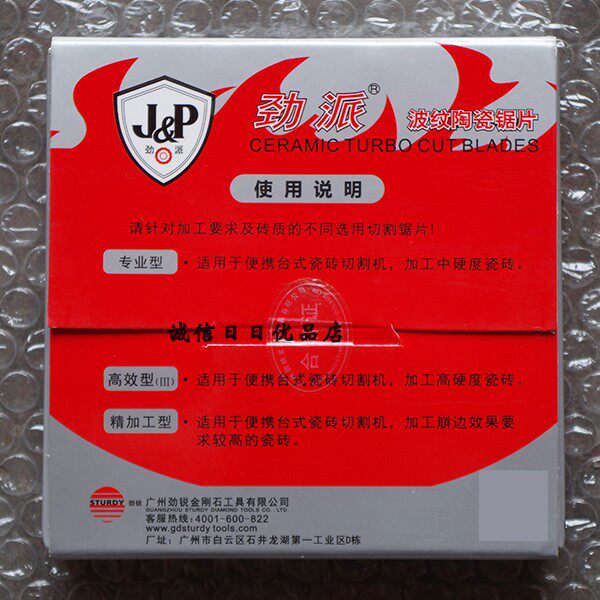 J&P
劲派
劲派®
波纹陶瓷锯片
CERAMIC TURBO CUT BLADES
使用说明
请针对加工要求及砖质的不同选用切割锯片!
专业型 · 适用于便携台式瓷砖切割机，加工中硬度瓷砖。
诚信日日优品店
合 证
高效型(III) · 适用于便携台式瓷砖切割机，加工高硬度瓷砖。
精加工型 · 适用于便携台式瓷砖切割机，加工崩边效果要
求较高的瓷砖。
STURDY 劲锐 广州劲锐金刚石工具有限公司
GUANGZHOU STURDY DIAMOND TOOLS CO., LTD.
客服热线:4001-600-822
www.gdsturdytools.com
厂址：广州市白云区石井龙湖第一工业区D栋